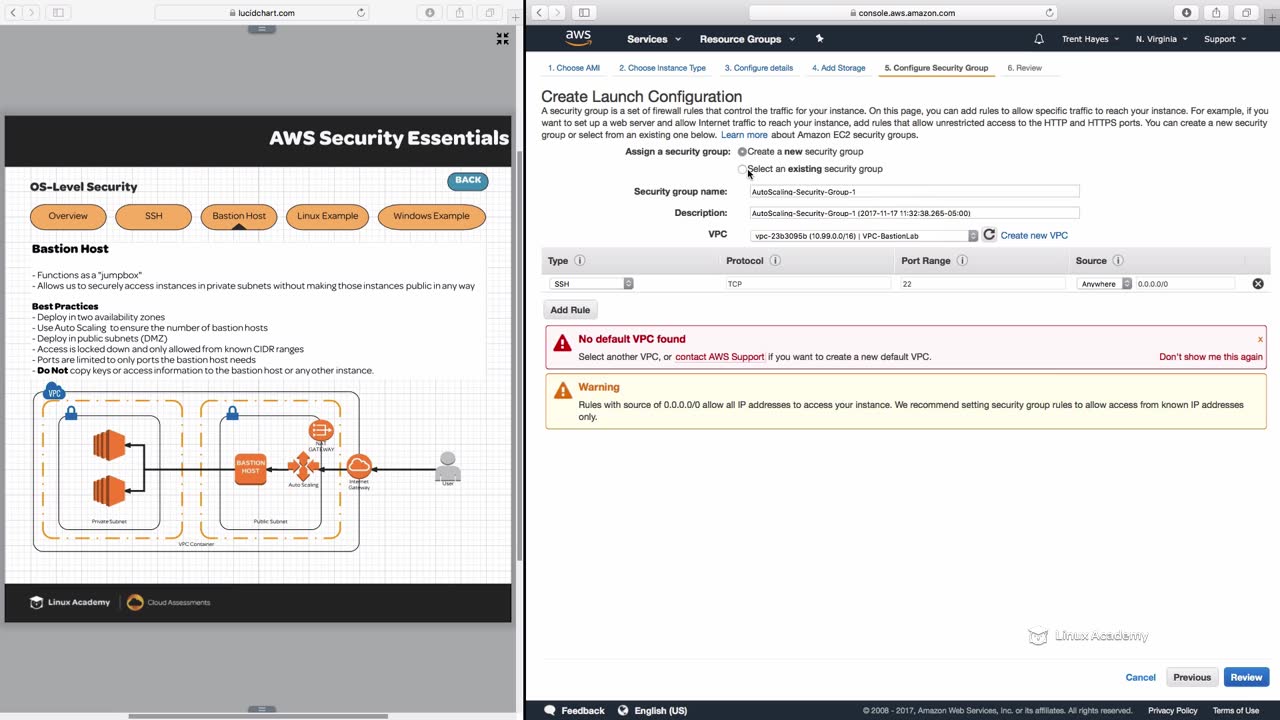 lucidchart.com
AWS Security Essentials
OS-Level Security
BACK
Overview
SSH
Bastion Host
Linux Example
Windows Example
Bastion Host
- Functions as a "jumpbox"
- Allows us to securely access instances in private subnets without making those instances public in any way
Best Practices
- Deploy in two availability zones
- Use Auto Scaling to ensure the number of bastion hosts
- Deploy in public subnets (DMZ)
- Access is locked down and only allowed from known CIDR ranges
- Ports are limited to only ports the bastion host needs
- Do Not copy keys or access information to the bastion host or any other instance.
VPC
NAT
GATEWAY
BASTION
HOST
Auto Scaling
Internet
Gateway
User
Private Subnet
Public Subnet
VPC Container
Linux Academy
Cloud Assessments
console.aws.amazon.com
aws
Services
Resource Groups
Trent Hayes
N. Virginia
Support
1. Choose AMI
2. Choose Instance Type
3. Configure details
4. Add Storage
5. Configure Security Group
6. Review
Create Launch Configuration
A security group is a set of firewall rules that control the traffic for your instance. On this page, you can add rules to allow specific traffic to reach your instance. For example, if you
want to set up a web server and allow Internet traffic to reach your instance, add rules that allow unrestricted access to the HTTP and HTTPS ports. You can create a new security
group or select from an existing one below. Learn more about Amazon EC2 security groups.
Assign a security group:
Create a new security group
Select an existing security group
Security group name:
AutoScaling-Security-Group-1
Description:
AutoScaling-Security-Group-1 (2017-11-17 11:32:38.265-05:00)
VPC
vpc-23b3095b (10.99.0.0/16) | VPC-BastionLab
Create new VPC
Type
Protocol
Port Range
Source
SSH
TCP
22
Anywhere
0.0.0.0/0
Add Rule
No default VPC found
x
Select another VPC, or contact AWS Support if you want to create a new default VPC.
Don't show me this again
Warning
Rules with source of 0.0.0.0/0 allow all IP addresses to access your instance. We recommend setting security group rules to allow access from known IP addresses
only.
Linux Academy
Cancel
Previous
Review
Feedback
English (US)
© 2008 - 2017, Amazon Web Services, Inc. or its affiliates. All rights reserved.
Privacy Policy
Terms of Use